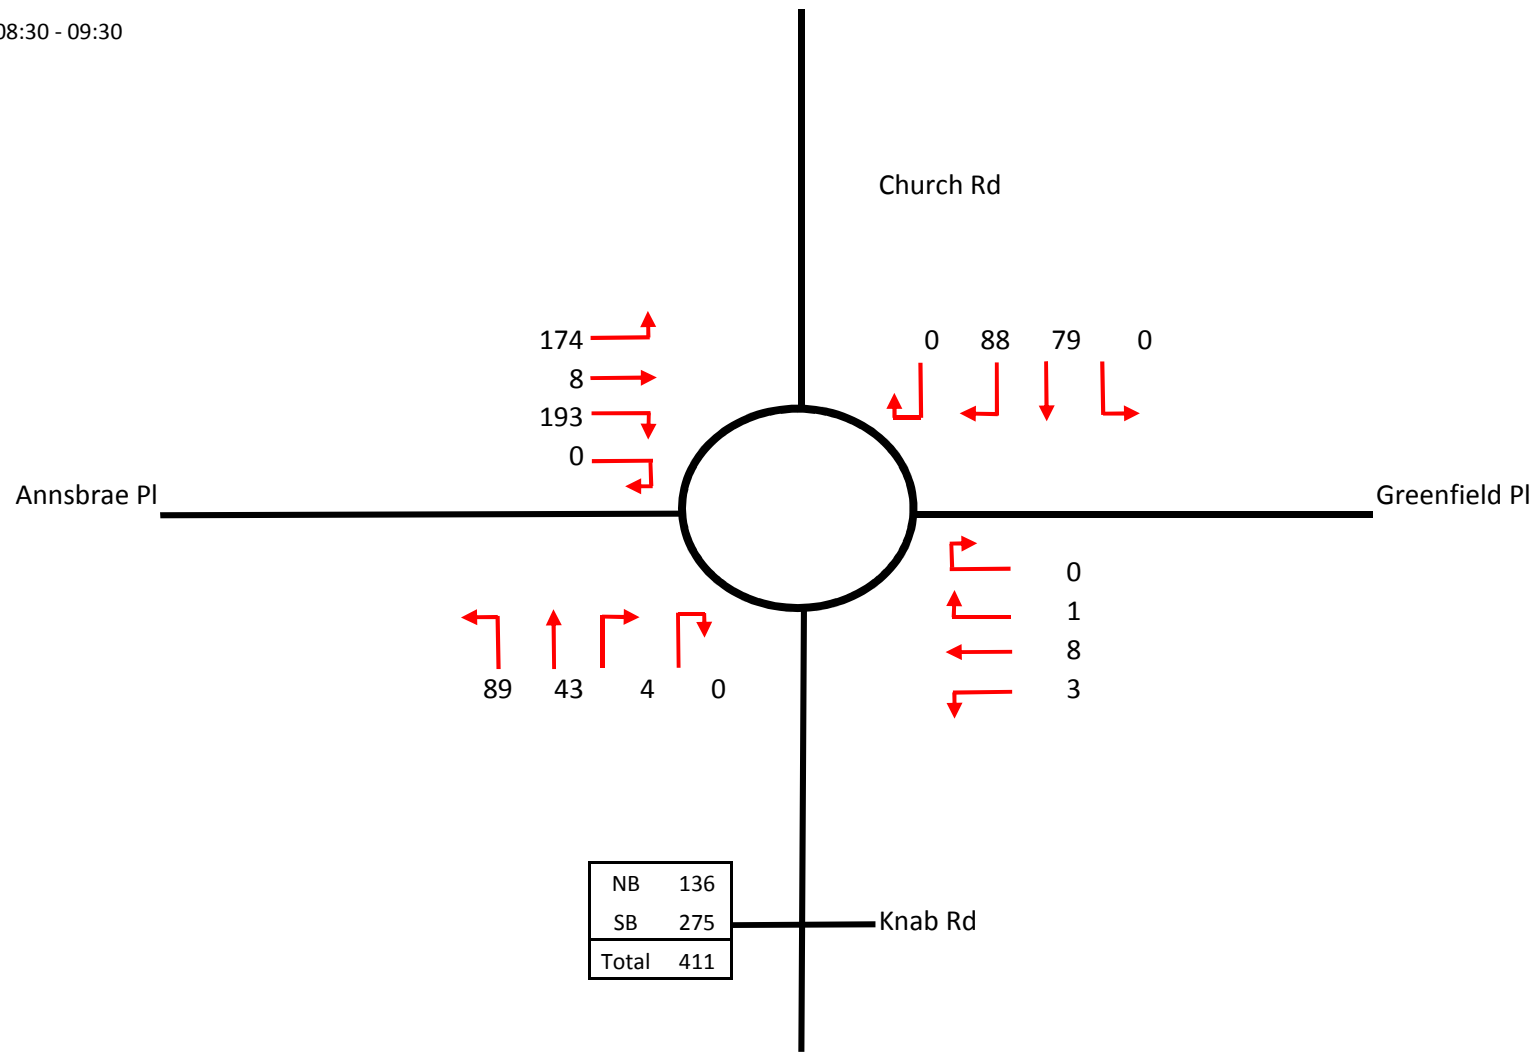 08:30 - 09:30
Church Rd
174
0 88 79 0
8
193
0
Annsbrae Pl
Greenfield Pl
0
1
8
3
89 43 4 0
NB 136
SB 275
Knab Rd
Total 411